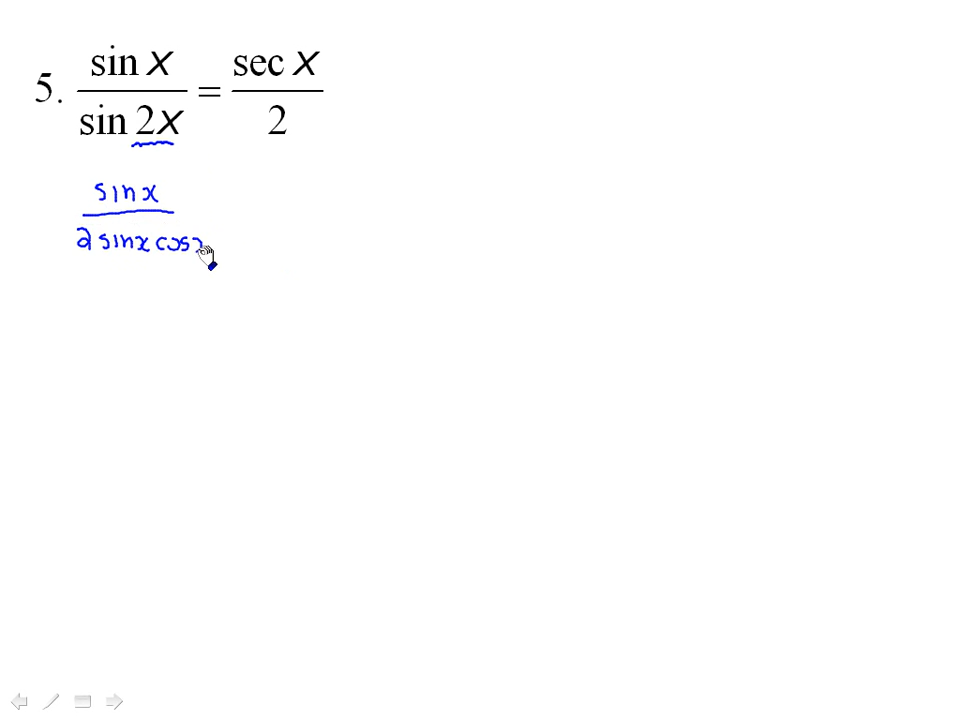 5. sin x / sin 2x = sec x / 2
sin x
2 sin x cos x